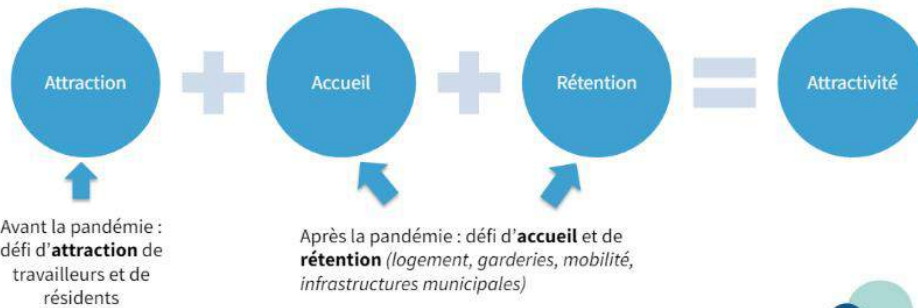 Attraction
Accueil
Rétention
Attractivité
Avant la pandémie :
défi d'attraction de
travailleurs et de
résidents
Après la pandémie : défi d'accueil et de
rétention (logement, garderies, mobilité,
infrastructures municipales)